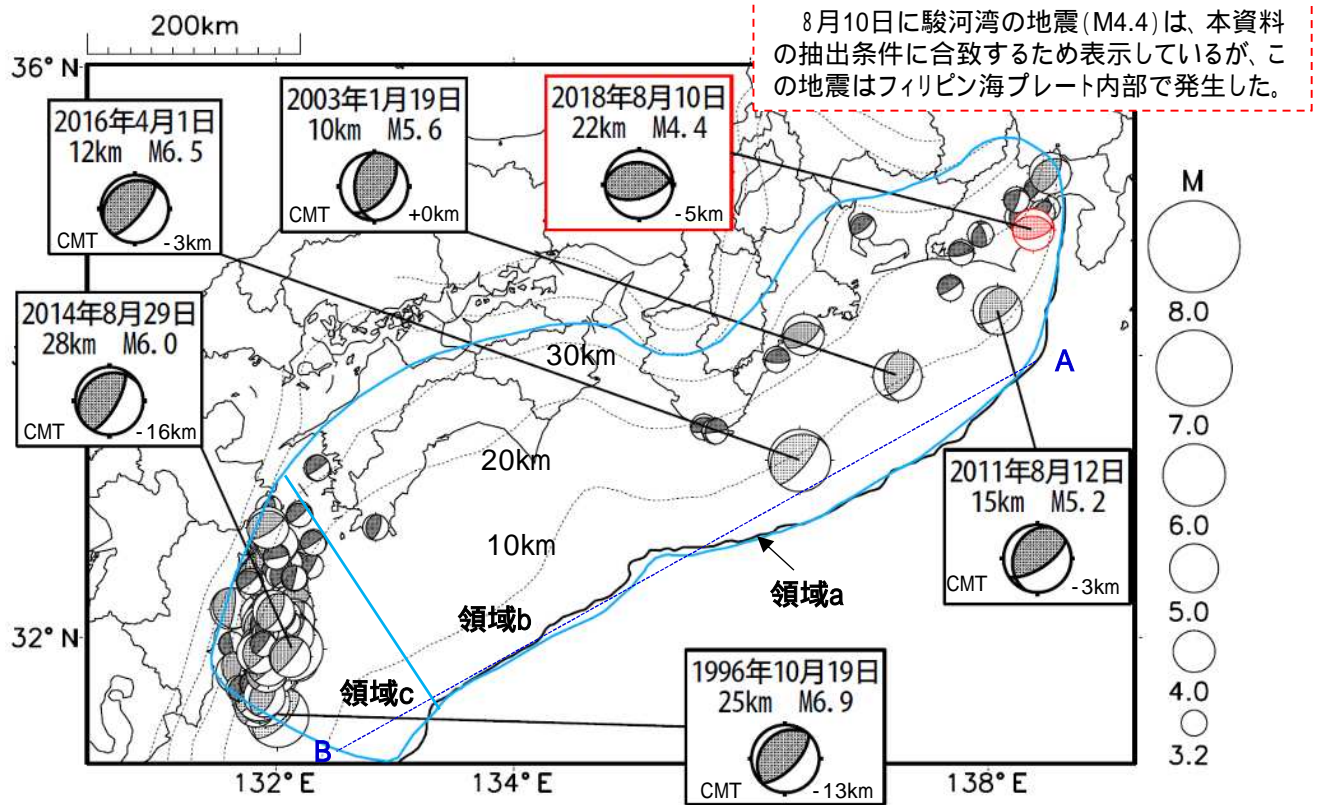 8月10日に駿河湾の地震(M4.4)は、本資料
の抽出条件に合致するため表示しているが、こ
の地震はフィリピン海プレート内部で発生した。
200km
36°N
2016年4月1日
12km M6.5
CMT
-3km
2003年1月19日
10km M5.6
CMT
+0km
2018年8月10日
22km M4.4
-5km
2014年8月29日
28km M6.0
CMT
-16km
30km
20km
10km
A
2011年8月12日
15km M5.2
CMT
-3km
領域a
領域b
32°N
領域c
B
1996年10月19日
25km M6.9
CMT
-13km
132°E
134°E
138°E
M
8.0
7.0
6.0
5.0
4.0
3.2